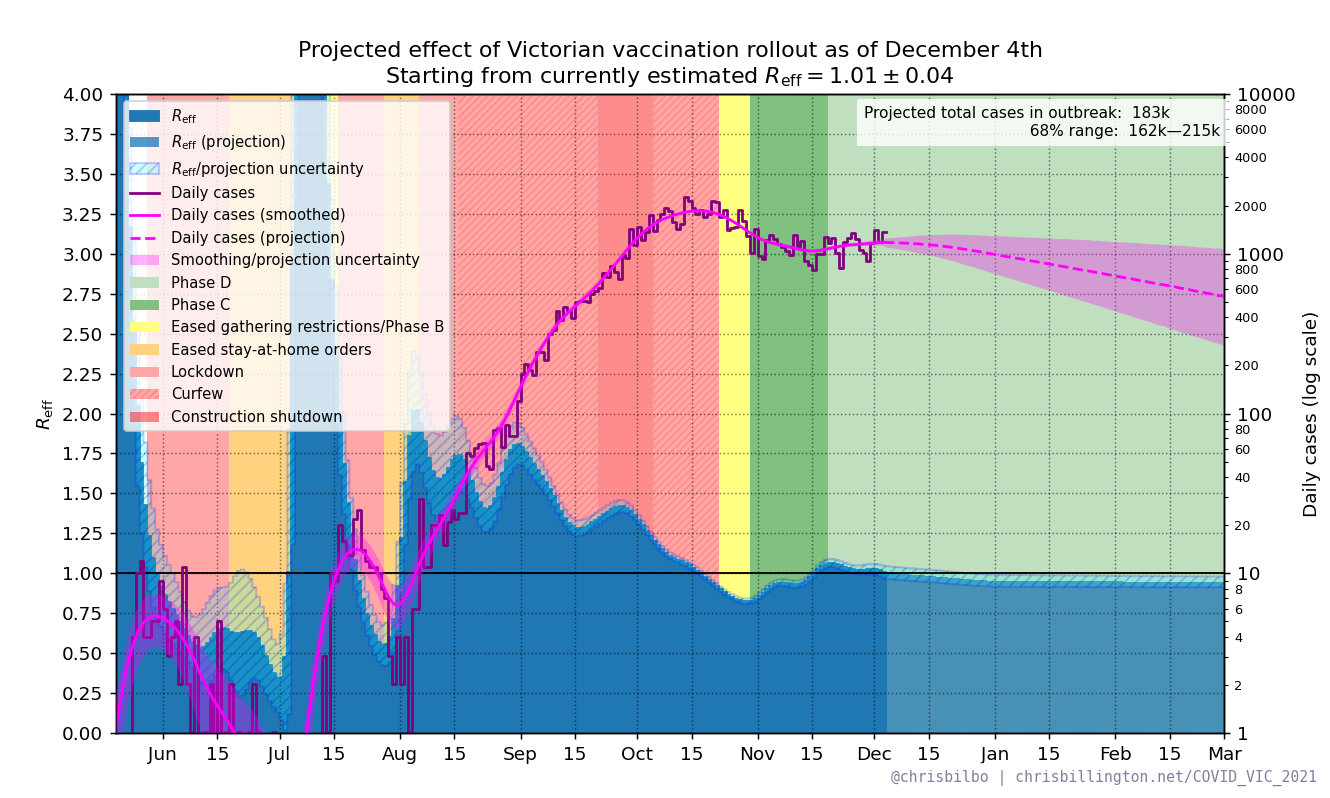 Projected effect of Victorian vaccination rollout as of December 4th
Starting from currently estimated R_eff = 1.01 ± 0.04
Projected total cases in outbreak: 183k
68% range: 162k—215k
R_eff
R_eff (projection)
R_eff/projection uncertainty
Daily cases
Daily cases (smoothed)
Daily cases (projection)
Smoothing/projection uncertainty
Phase D
Phase C
Eased gathering restrictions/Phase B
Eased stay-at-home orders
Lockdown
Curfew
Construction shutdown
R_eff
4.00
3.75
3.50
3.25
3.00
2.75
2.50
2.25
2.00
1.75
1.50
1.25
1.00
0.75
0.50
0.25
0.00
10000
8000
6000
4000
2000
1000
800
600
400
200
100
80
60
40
20
10
8
6
4
2
1
Daily cases (log scale)
Jun 15 Jul 15 Aug 15 Sep 15 Oct 15 Nov 15 Dec 15 Jan 15 Feb 15 Mar
@chrisbilbo | chrisbillington.net/COVID_VIC_2021